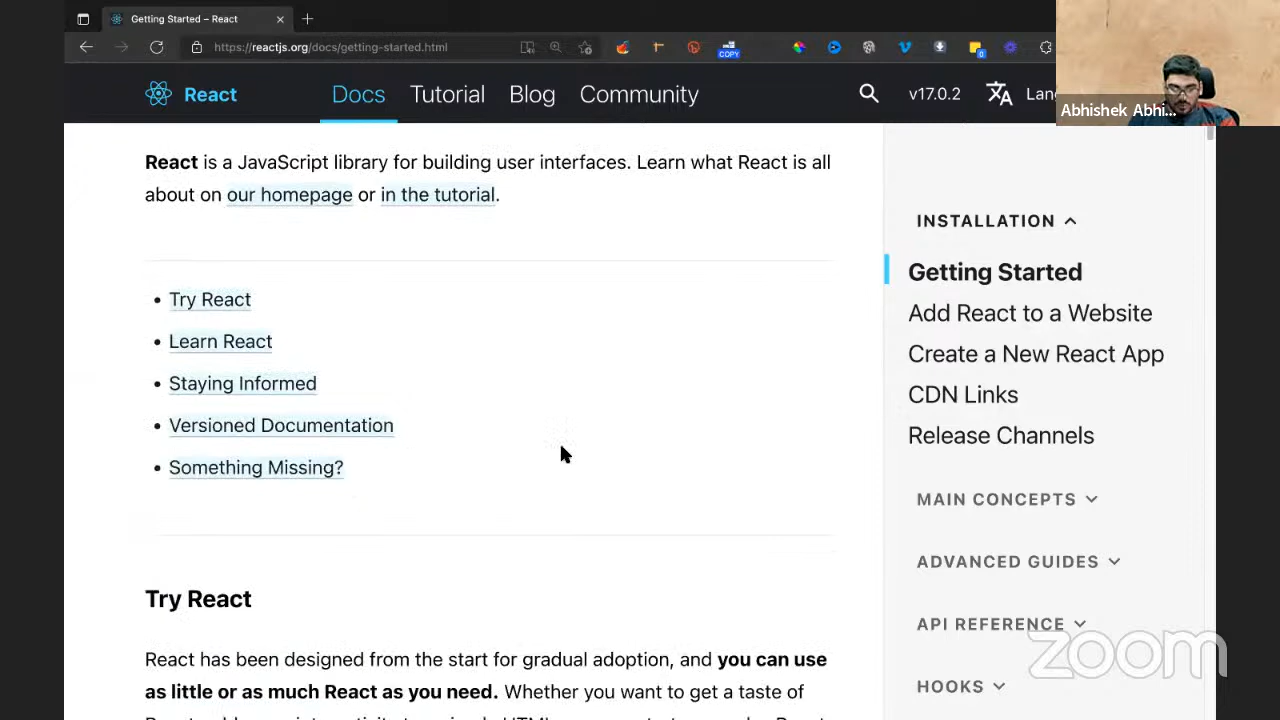 Getting Started – React
https://reactjs.org/docs/getting-started.html
COPY
0
React
Docs
Tutorial
Blog
Community
v17.0.2
Abhishek Abhi...
React is a JavaScript library for building user interfaces. Learn what React is all
about on our homepage or in the tutorial.
Try React
Learn React
Staying Informed
Versioned Documentation
Something Missing?
Try React
React has been designed from the start for gradual adoption, and you can use
as little or as much React as you need. Whether you want to get a taste of
INSTALLATION
Getting Started
Add React to a Website
Create a New React App
CDN Links
Release Channels
MAIN CONCEPTS
ADVANCED GUIDES
API REFERENCE
HOOKS
zoom